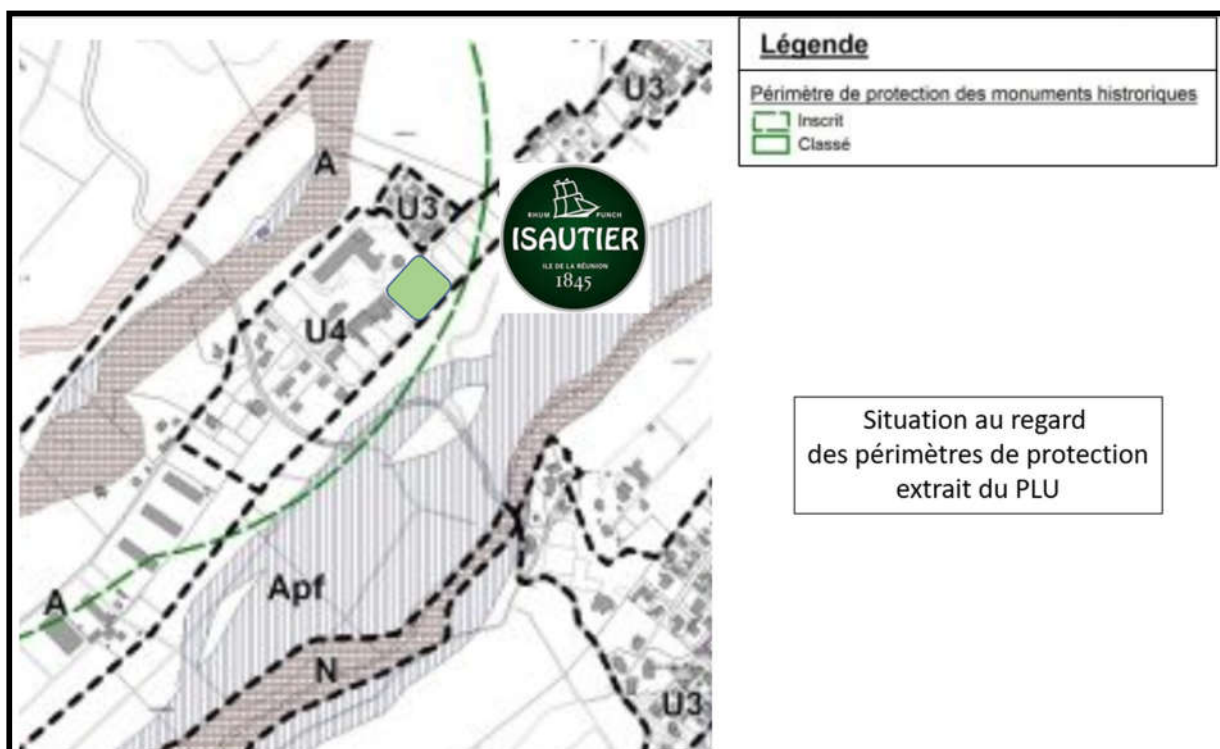 Légende
Périmètre de protection des monuments histroriques
Inscrit
Classé
U3
A
U3
RHUM PUNCH
ISAUTIER
ILE DE LA RÉUNION
1845
U4
Situation au regard
des périmètres de protection
extrait du PLU
Apf
A
N
U3